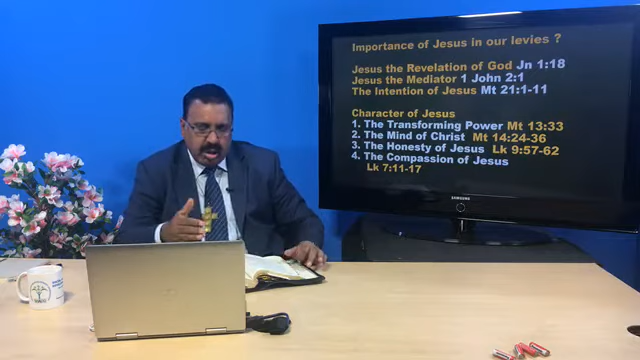 Importance of Jesus in our levies ?
Jesus the Revelation of God Jn 1:18
Jesus the Mediator 1 John 2:1
The Intention of Jesus Mt 21:1-11
Character of Jesus
1. The Transforming Power Mt 13:33
2. The Mind of Christ Mt 14:24-36
3. The Honesty of Jesus Lk 9:57-62
4. The Compassion of Jesus
Lk 7:11-17
SAMSUNG